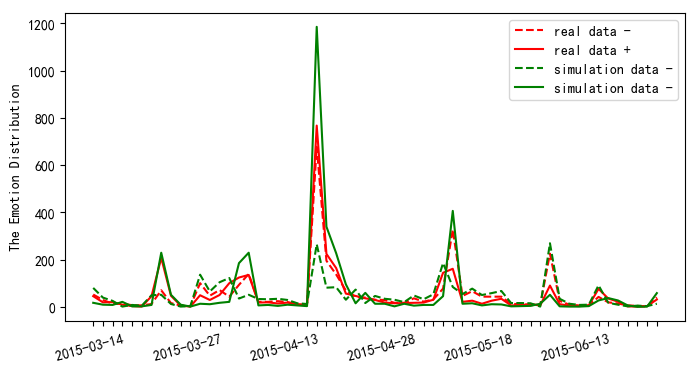 The Emotion Distribution
1200
1000
800
600
400
200
0
real data -
real data +
simulation data -
simulation data -
2015-03-14
2015-03-27
2015-04-13
2015-04-28
2015-05-18
2015-06-13